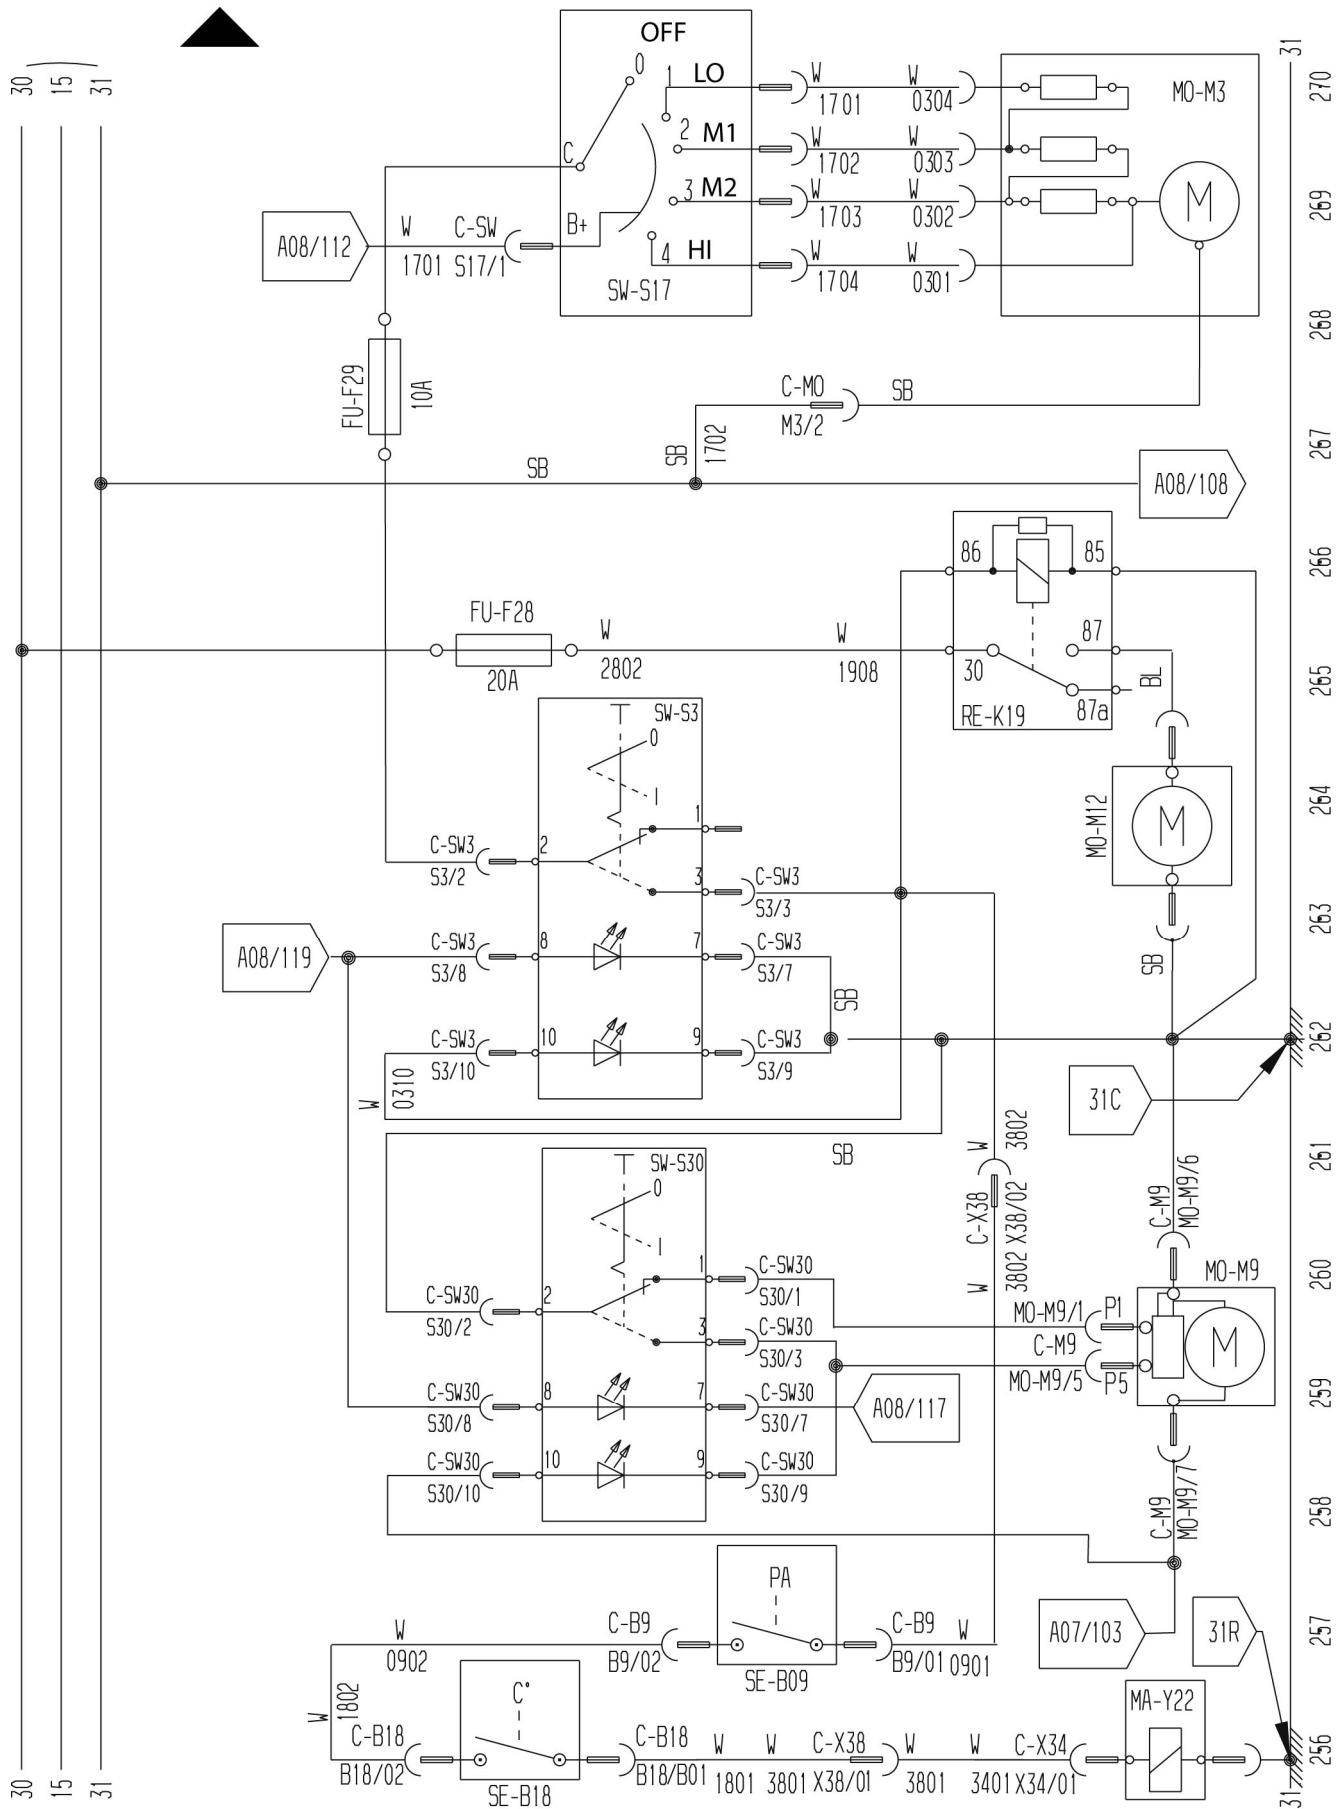 OFF
31
30
15
31
0
1
LO
W
W
1701
0304
MO-M3
270
C
2
M1
W
W
1702
0303
3
M2
W
W
1703
0302
M
269
A08/112
W
C-SW
B+
1701
S17/1
4
HI
W
W
1704
0301
SW-S17
268
FU-F29
10A
C-MO
SB
M3/2
SB
1702
267
SB
A08/108
86
85
266
FU-F28
W
W
87
20A
2802
1908
30
BL
265
87a
RE-K19
SW-S3
0
I
264
M
MO-M12
1
C-SW3
2
S3/2
3
C-SW3
S3/3
263
A08/119
C-SW3
8
7
C-SW3
S3/8
S3/7
SB
SB
C-SW3
10
9
C-SW3
S3/10
S3/9
262
W
0310
31C
SB
W
3802
261
SW-S30
0
I
C-X38
X38/02
C-M9
MO-M9/6
W
3802
260
1
C-SW30
MO-M9
C-SW30
2
S30/1
MO-M9/1
P1
S30/2
3
C-SW30
C-M9
M
S30/3
MO-M9/5
P5
C-SW30
8
7
C-SW30
A08/117
259
S30/8
S30/7
C-SW30
10
9
C-SW30
S30/10
S30/9
C-M9
MO-M9/7
258
PA
W
C-B9
C-B9
W
A07/103
31R
257
0902
B9/02
B9/01
0901
SE-B09
W
1802
C°
MA-Y22
C-B18
C-B18
W
W
C-X38
W
W
C-X34
256
B18/02
B18/B01
1801
3801
X38/01
3801
3401
X34/01
SE-B18
30
15
31
31